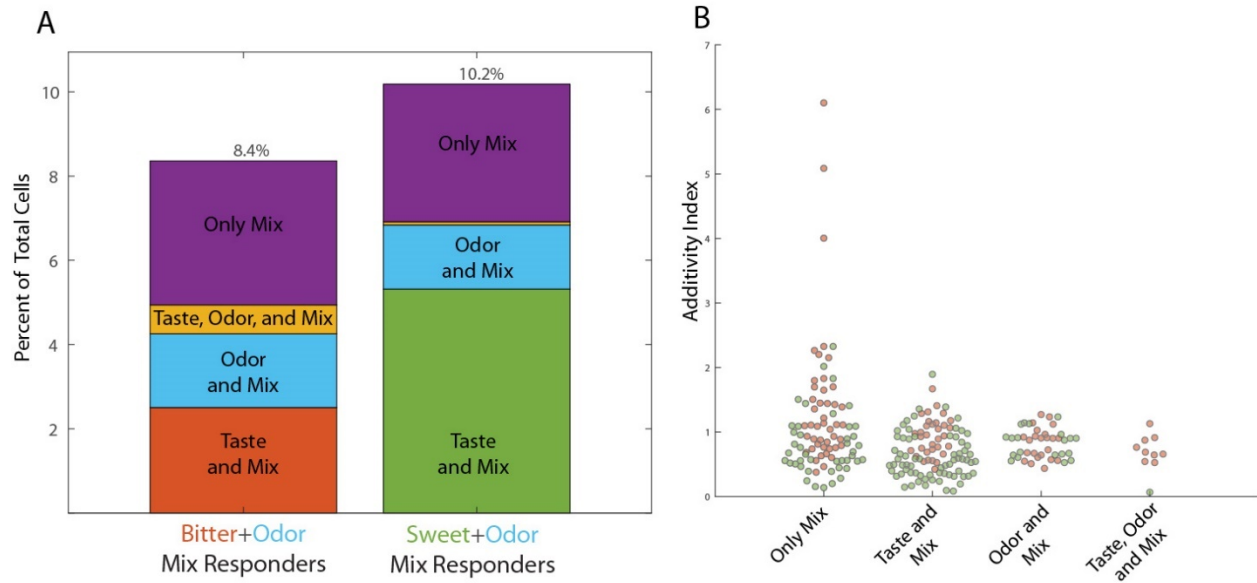 A
Percent of Total Cells
10
8
6
4
2
8.4%
Only Mix
Taste, Odor, and Mix
Odor
and Mix
Taste
and Mix
10.2%
Only Mix
Odor
and Mix
Taste
and Mix
Bitter+Odor
Mix Responders
Sweet+Odor
Mix Responders
B
Additivity Index
7
6
5
4
3
2
1
0
Only Mix
Taste and
Mix
Odor and
Mix
Taste, Odor
and Mix